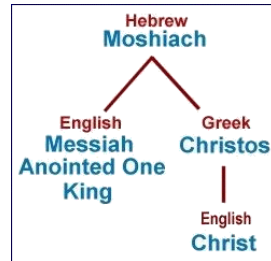 Hebrew
Moshiach
English
Messiah
Anointed One
King
Greek
Christos
English
Christ